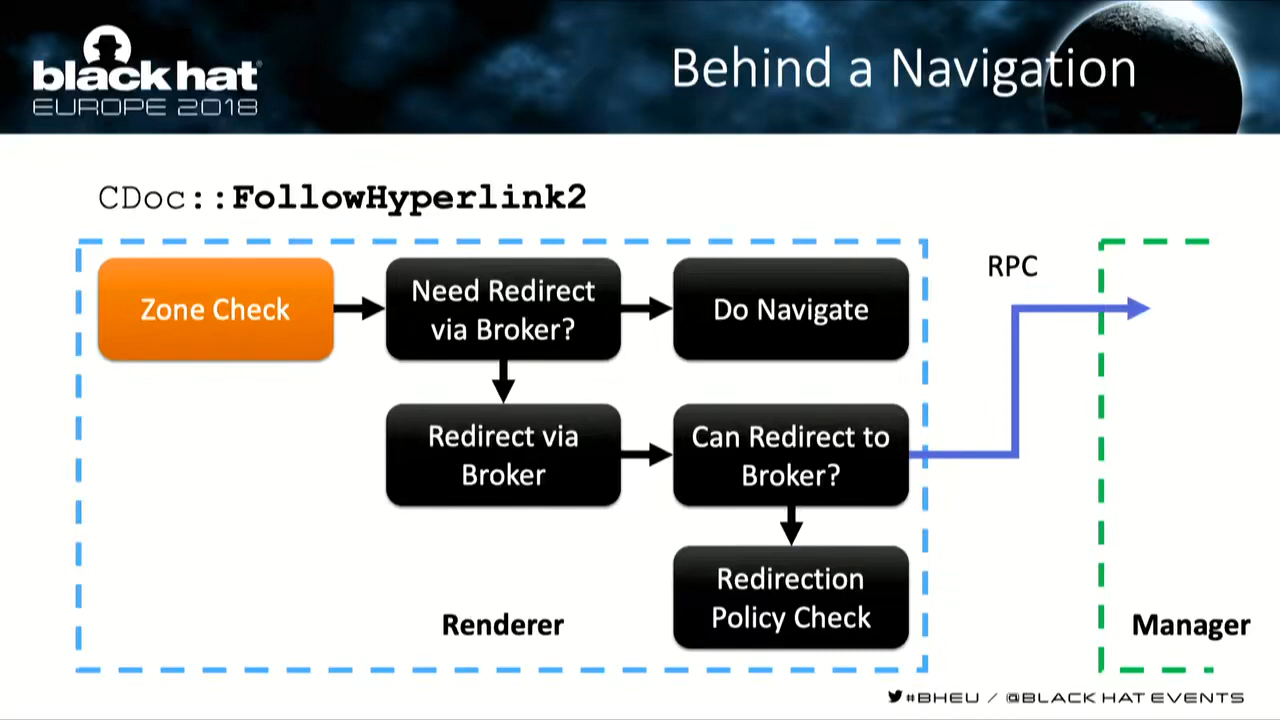 black hat
EUROPE 2018
Behind a Navigation
CDoc::FollowHyperlink2
RPC
Zone Check
Need Redirect
via Broker?
Do Navigate
Redirect via
Broker
Can Redirect to
Broker?
Redirection
Policy Check
Renderer
Manager
#BHEU / @BLACK HAT EVENTS